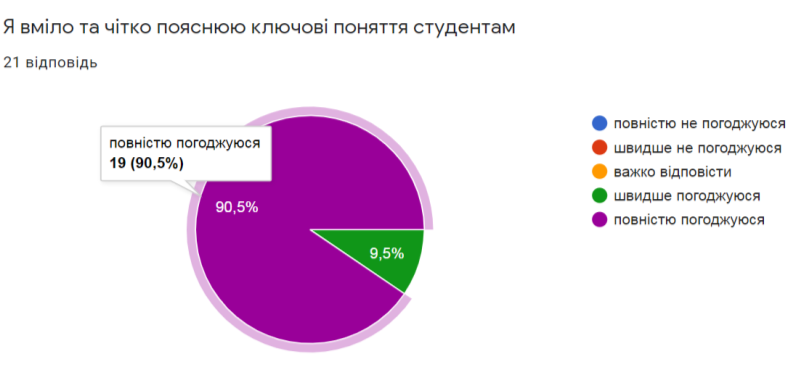 Я вміло та чітко пояснюю ключові поняття студентам
21 відповідь
повністю погоджуюся
19 (90,5%)
90,5%
9,5%
повністю не погоджуюся
швидше не погоджуюся
важко відповісти
швидше погоджуюся
повністю погоджуюся